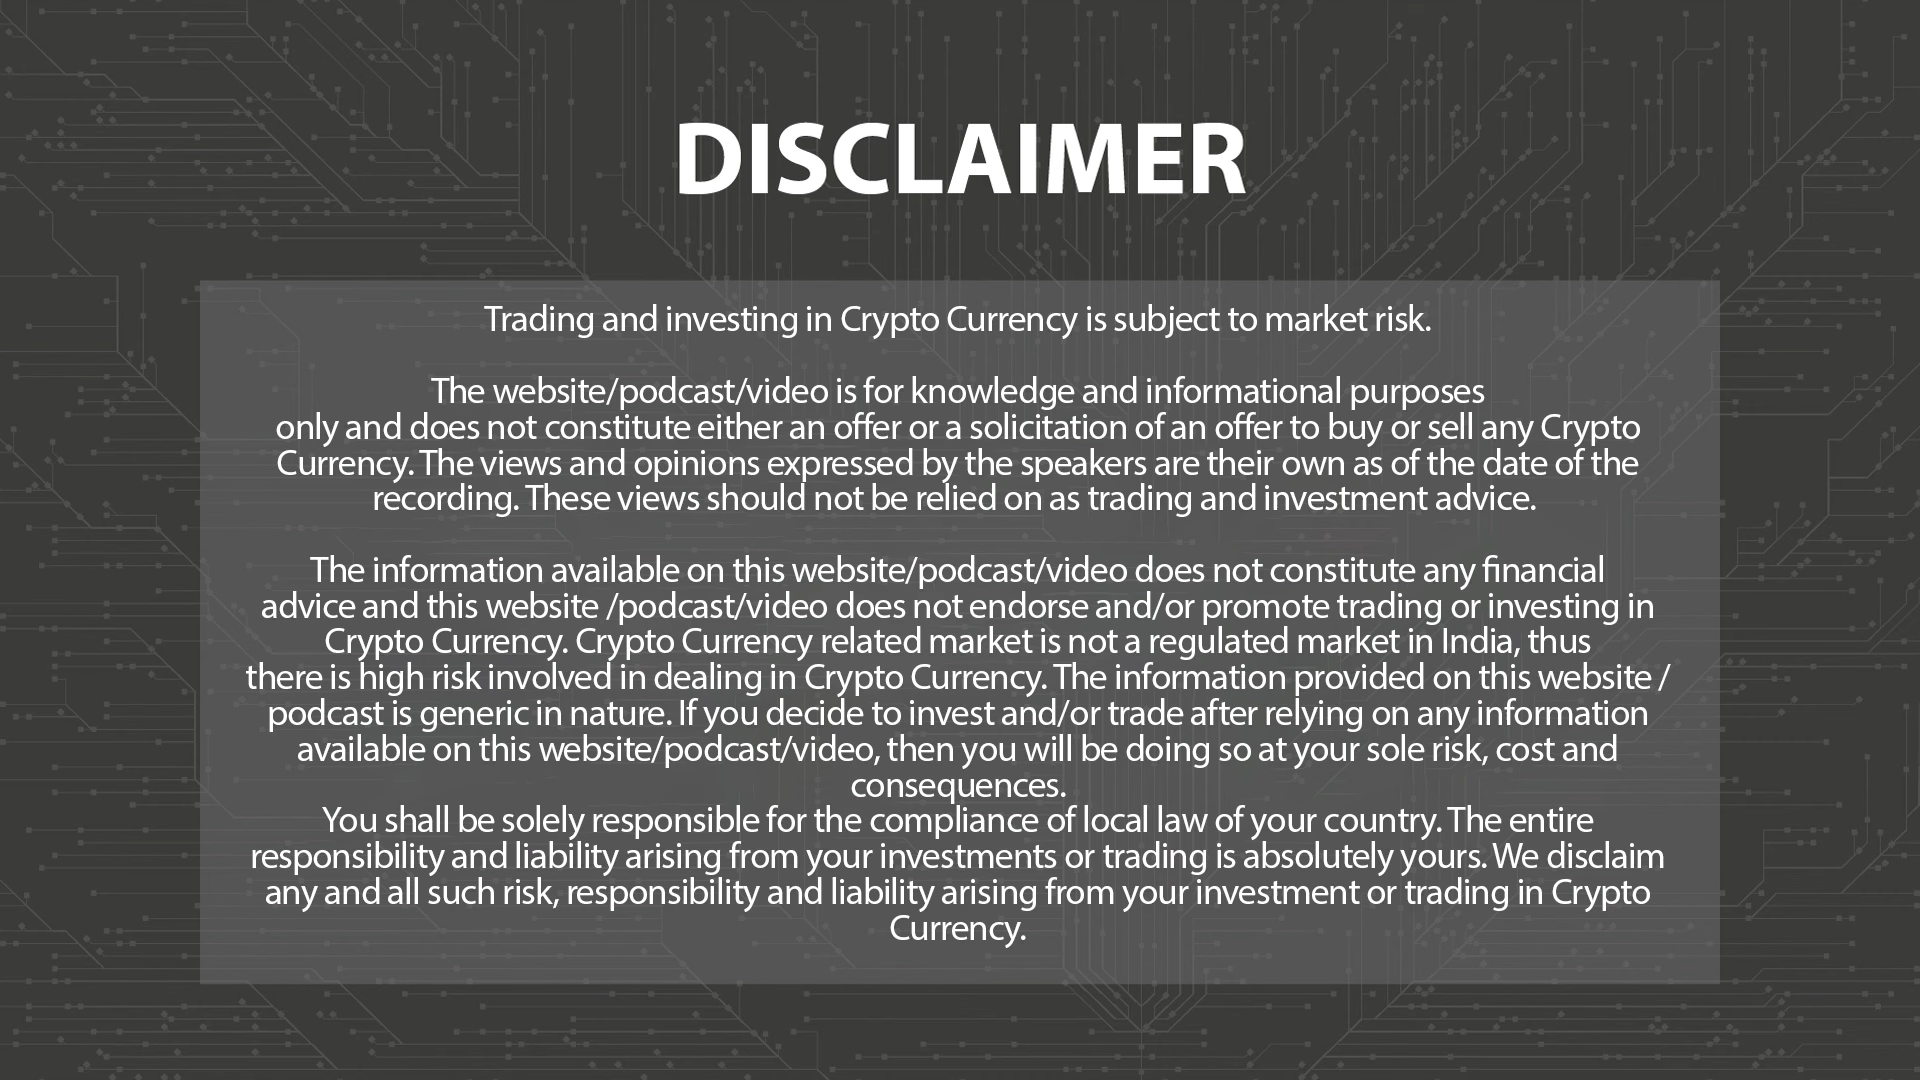 DISCLAIMER
Trading and investing in Crypto Currency is subject to market risk.
The website/podcast/video is for knowledge and informational purposes
only and does not constitute either an offer or a solicitation of an offer to buy or sell any Crypto
Currency. The views and opinions expressed by the speakers are their own as of the date of the
recording. These views should not be relied on as trading and investment advice.
The information available on this website/podcast/video does not constitute any financial
advice and this website /podcast/video does not endorse and/or promote trading or investing in
Crypto Currency. Crypto Currency related market is not a regulated market in India, thus
there is high risk involved in dealing in Crypto Currency. The information provided on this website /
podcast is generic in nature. If you decide to invest and/or trade after relying on any information
available on this website/podcast/video, then you will be doing so at your sole risk, cost and
consequences.
You shall be solely responsible for the compliance of local law of your country. The entire
responsibility and liability arising from your investments or trading is absolutely yours. We disclaim
any and all such risk, responsibility and liability arising from your investment or trading in Crypto
Currency.